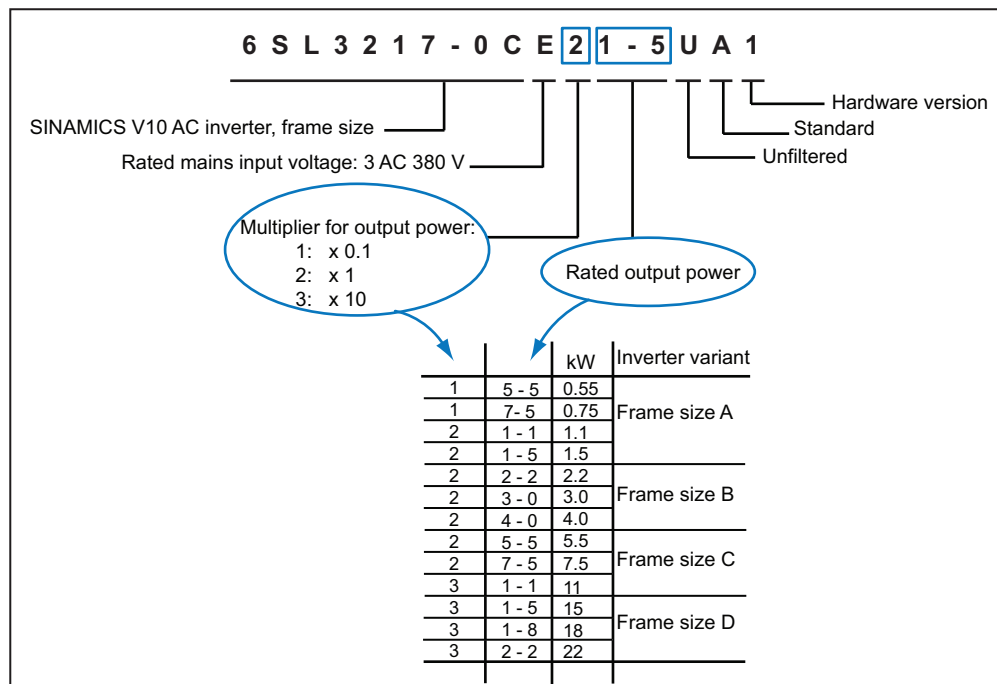 6SL3217-0CE21-5UA1
Hardware version
SINAMICS V10 AC inverter, frame size
Standard
Rated mains input voltage: 3 AC 380 V
Unfiltered
Multiplier for output power:
1: x 0.1
2: x 1
3: x 10
Rated output power
kW Inverter variant
1 5 - 5 0.55
1 7- 5 0.75
Frame size A
2 1 - 1 1.1
2 1 - 5 1.5
2 2 - 2 2.2
2 3 - 0 3.0
Frame size B
2 4 - 0 4.0
2 5 - 5 5.5
2 7 - 5 7.5
Frame size C
3 1 - 1 11
3 1 - 5 15
3 1 - 8 18
Frame size D
3 2 - 2 22